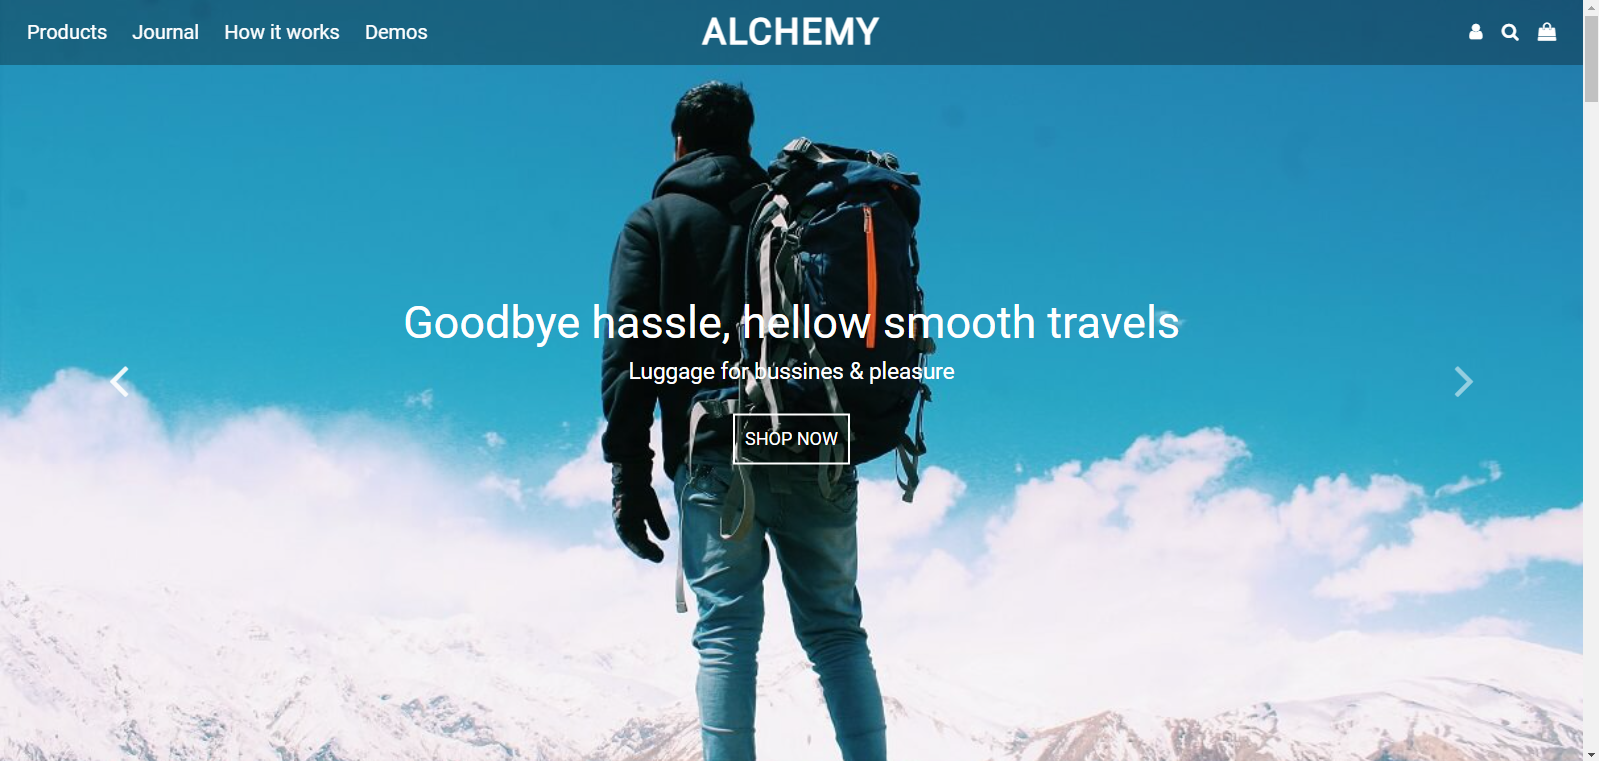 Products Journal How it works Demos ALCHEMY
Goodbye hassle, hellow smooth travels
Luggage for bussines & pleasure
SHOP NOW